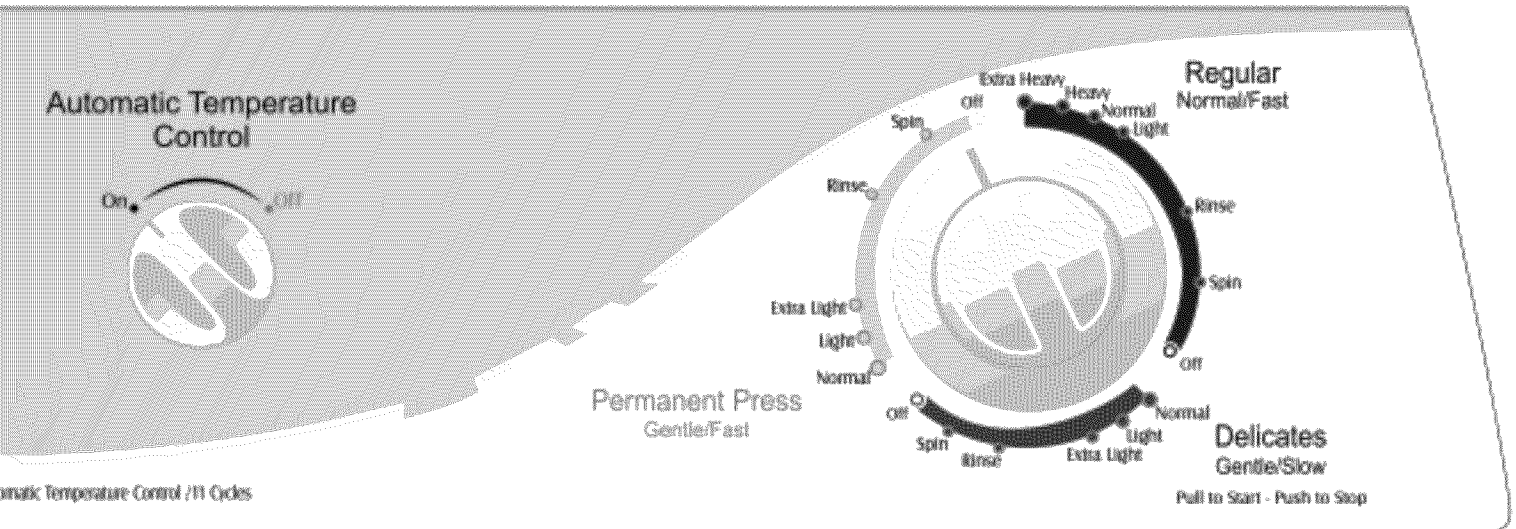 Automatic Temperature
Control
On
Off
Regular
Normal/Fast
Extra Heavy
Heavy
Normal
Light
Rinse
Spin
Off
Off
Spin
Rinse
Extra Light
Light
Normal
Permanent Press
Gentle/Fast
Off
Spin
Rinse
Extra Light
Light
Normal
Delicates
Gentle/Slow
Pull to Start - Push to Stop
omatic Temperature Control /11 Cycles